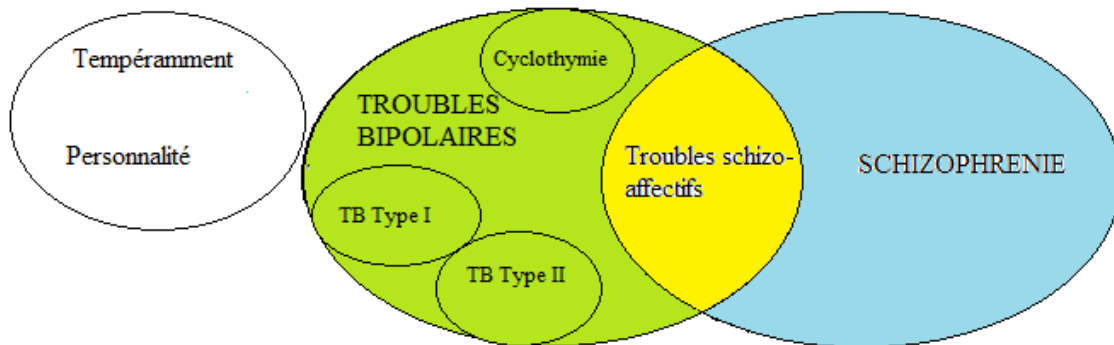 Tempéramment
Personnalité
Cyclothymie
TROUBLES
BIPOLAIRES
TB Type I
TB Type II
Troubles schizo-
affectifs
SCHIZOPHRENIE